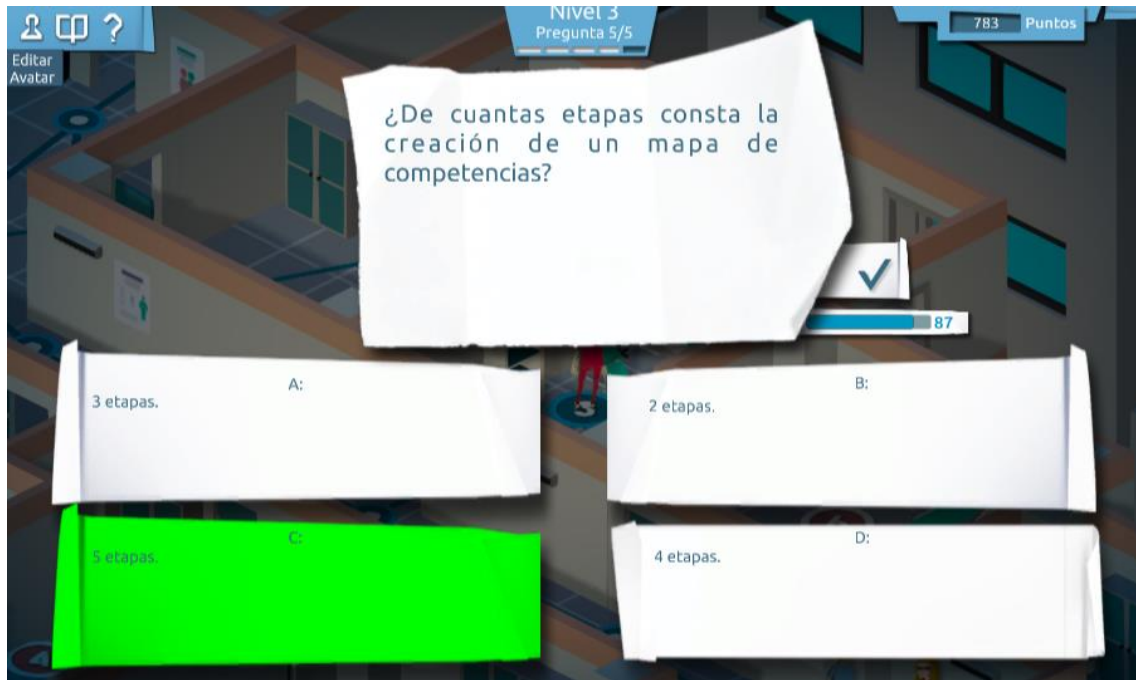 Editar
Avatar
Nivel 3
Pregunta 5/5
783 Puntos
¿De cuantas etapas consta la
creación de un mapa de
competencias?
87
A:
3 etapas.
B:
2 etapas.
C:
5 etapas.
D:
4 etapas.